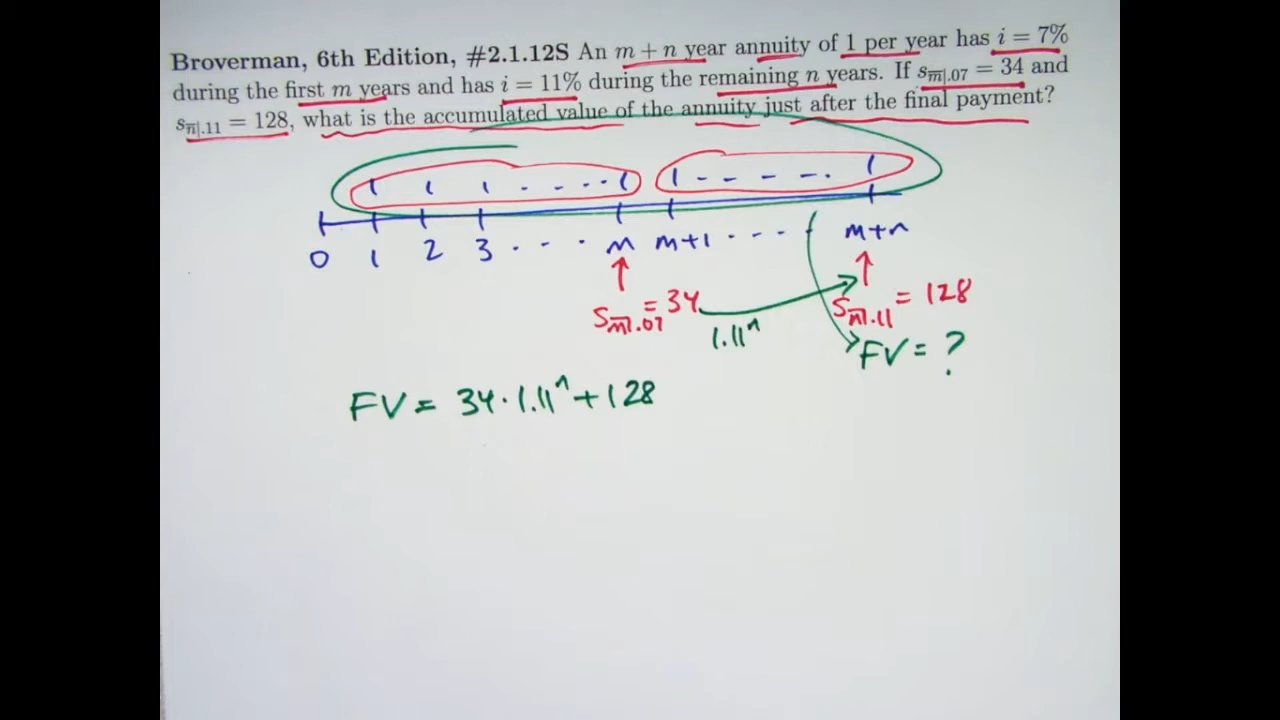 Broverman, 6th Edition, #2.1.12S An m + n year annuity of 1 per year has i = 7%
during the first m years and has i = 11% during the remaining n years. If s_m̅|.07 = 34 and
s_n̅|.11 = 128, what is the accumulated value of the annuity just after the final payment?
1 1 1 - - - - 1 1 - - - -. 1
0 1 2 3 . . . m m+1 - - - - m+n
↑ ↑
S_m̅|.07 = 34 S_n̅|.11 = 128
1.11ⁿ
FV = ?
FV = 34 · 1.11ⁿ + 128